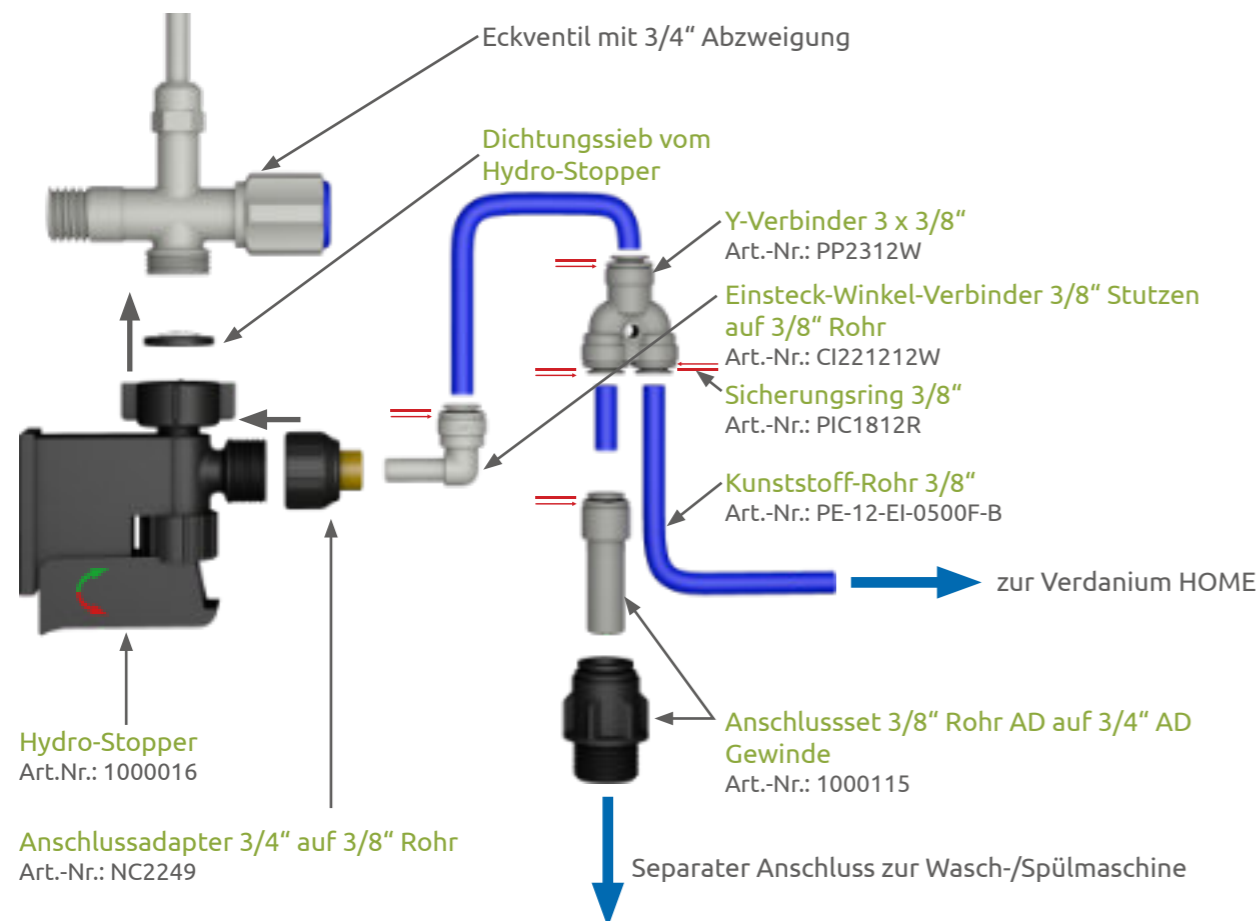 Eckventil mit 3/4“ Abzweigung
Dichtungssieb vom
Hydro-Stopper
Y-Verbinder 3 x 3/8“
Art.-Nr.: PP2312W
Einsteck-Winkel-Verbinder 3/8“ Stutzen
auf 3/8“ Rohr
Art.-Nr.: CI221212W
Sicherungsring 3/8“
Art.-Nr.: PIC1812R
Kunststoff-Rohr 3/8“
Art.-Nr.: PE-12-EI-0500F-B
zur Verdanium HOME
Anschlussset 3/8“ Rohr AD auf 3/4“ AD
Gewinde
Art.-Nr.: 1000115
Hydro-Stopper
Art.Nr.: 1000016
Anschlussadapter 3/4“ auf 3/8“ Rohr
Art.-Nr.: NC2249
Separater Anschluss zur Wasch-/Spülmaschine